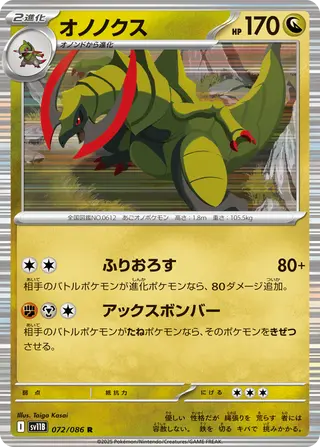 2進化 オノノクス HP 170
オノンドから進化
全国図鑑NO.0612 あごオノポケモン 高さ:1.8m 重さ:105.5kg
ふりおろす 80+
相手のバトルポケモンが進化ポケモンなら、80ダメージ追加。
アックスボンバー
相手のバトルポケモンがたねポケモンなら、そのポケモンをきぜつ
させる。
弱点 抵抗力 にげる
Illus. Taiga Kasai
優しい 性格だが 縄張りを 荒らす 者には
I SV11B 072/086 R
容赦しない。 鉄を 砕く キバで 挑みかかる。
©2025 Pokémon/Nintendo/Creatures/GAME FREAK.